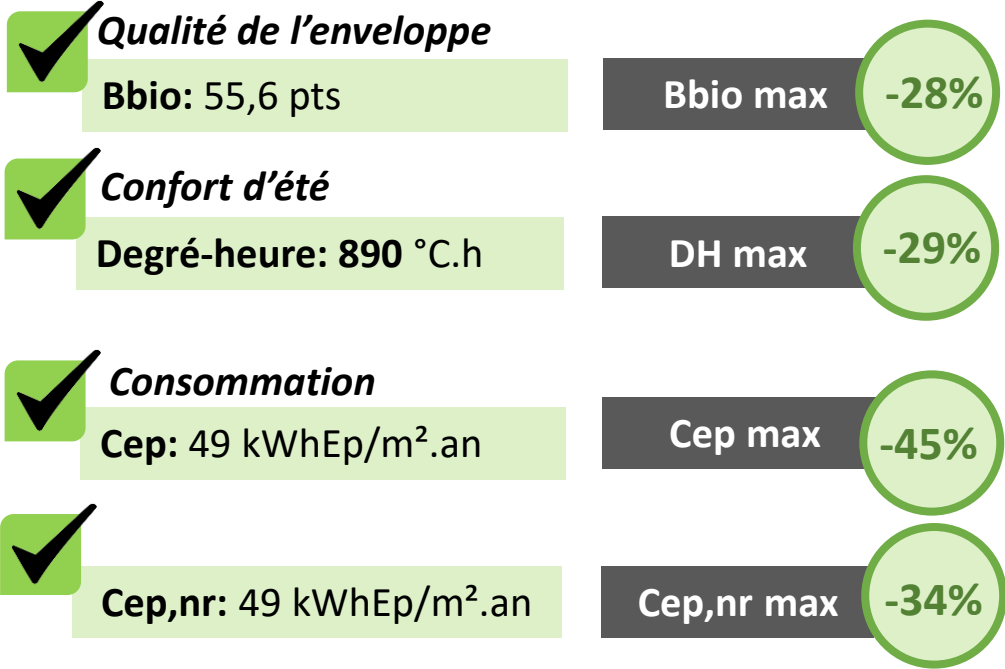 Qualité de l’enveloppe
Bbio: 55,6 pts
Bbio max
-28%
Confort d’été
Degré-heure: 890 °C.h
DH max
-29%
Consommation
Cep: 49 kWhEp/m².an
Cep max
-45%
Cep,nr: 49 kWhEp/m².an
Cep,nr max
-34%